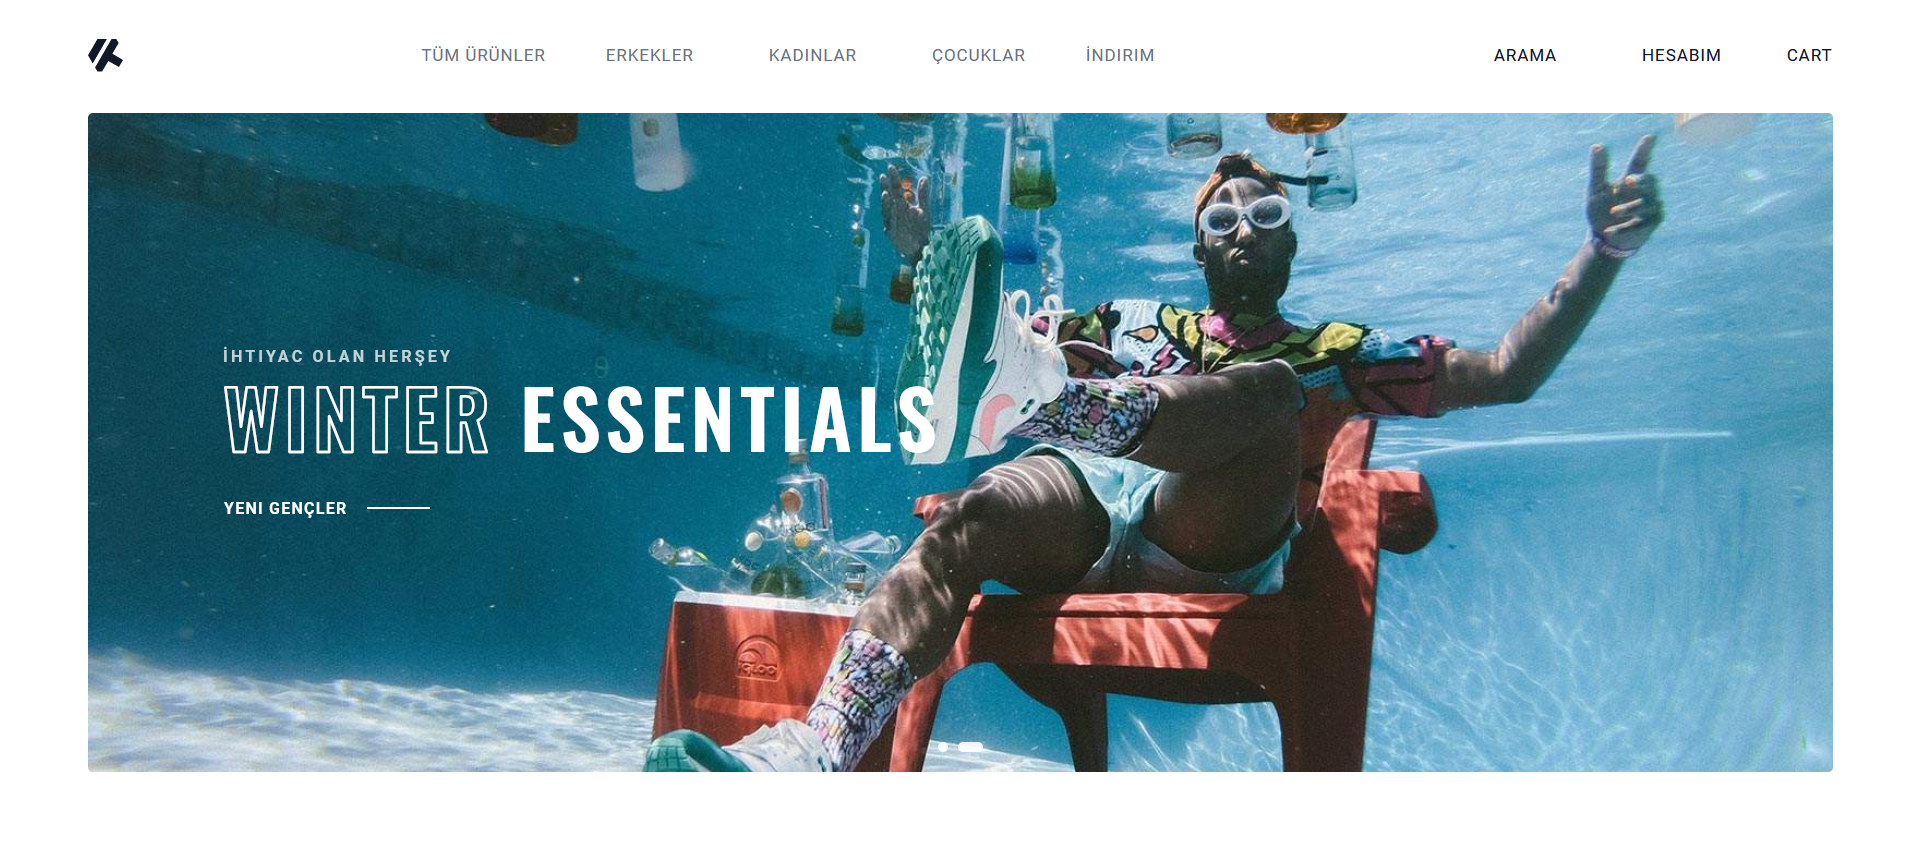 TÜM ÜRÜNLER ERKEKLER KADINLAR ÇOCUKLAR İNDIRIM ARAMA HESABIM CART
İHTIYAC OLAN HERŞEY
WINTER ESSENTIALS
YENI GENÇLER
IGLOO